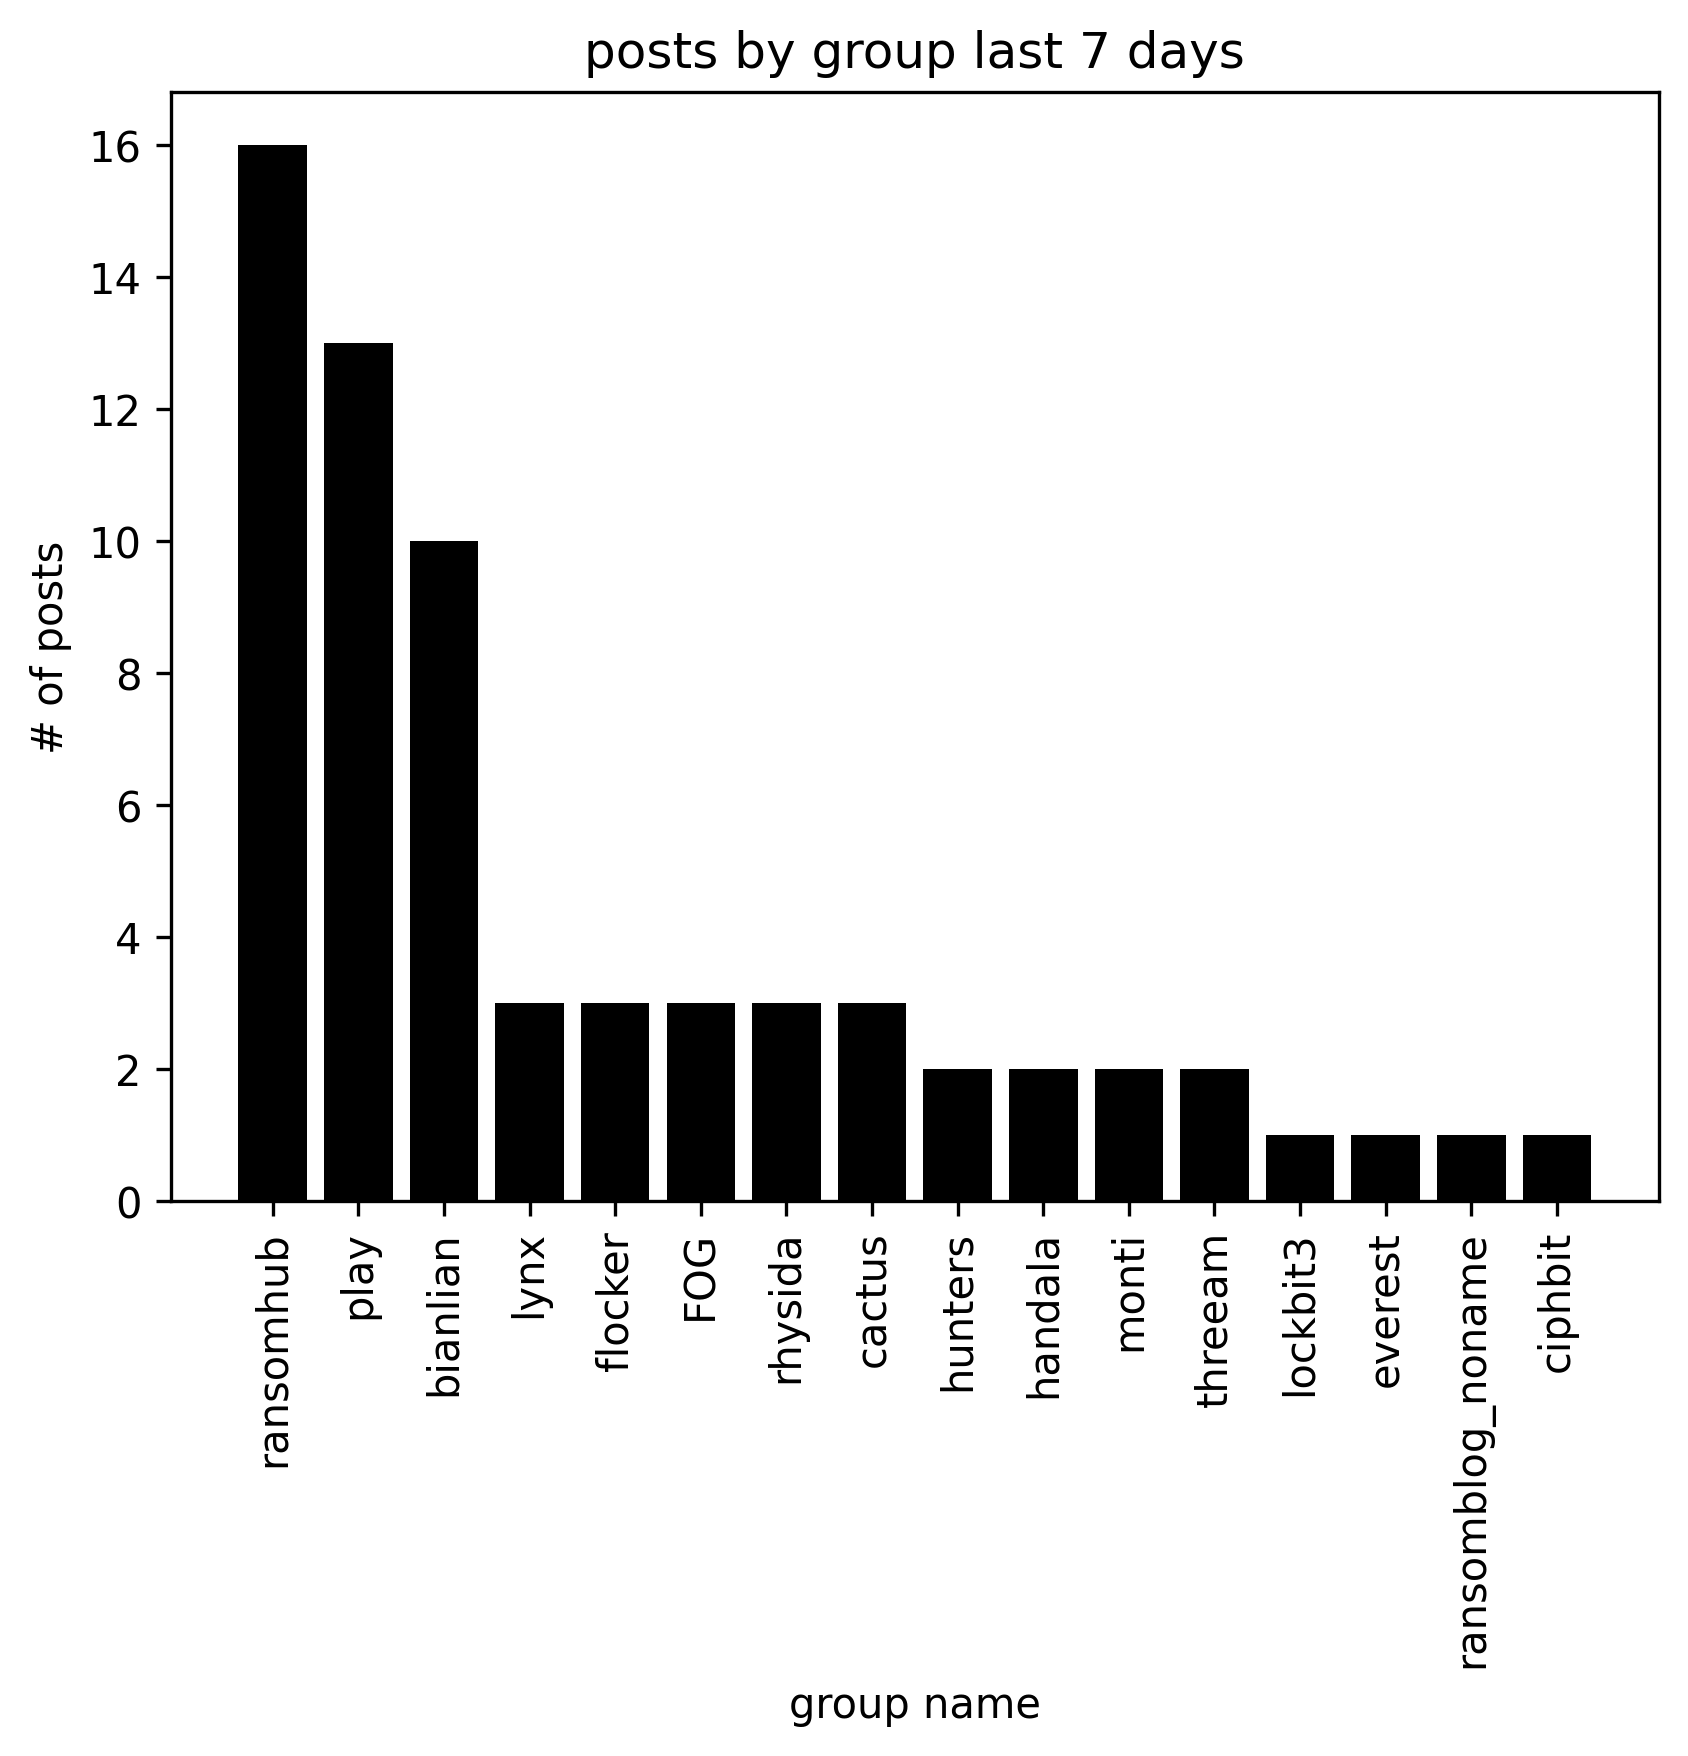 posts by group last 7 days
16
14
12
10
8
6
4
2
0
# of posts
ransomhub
play
bianlian
lynx
flocker
FOG
rhysida
cactus
hunters
handala
monti
threeam
lockbit3
everest
ransomblog_noname
ciphbit
group name